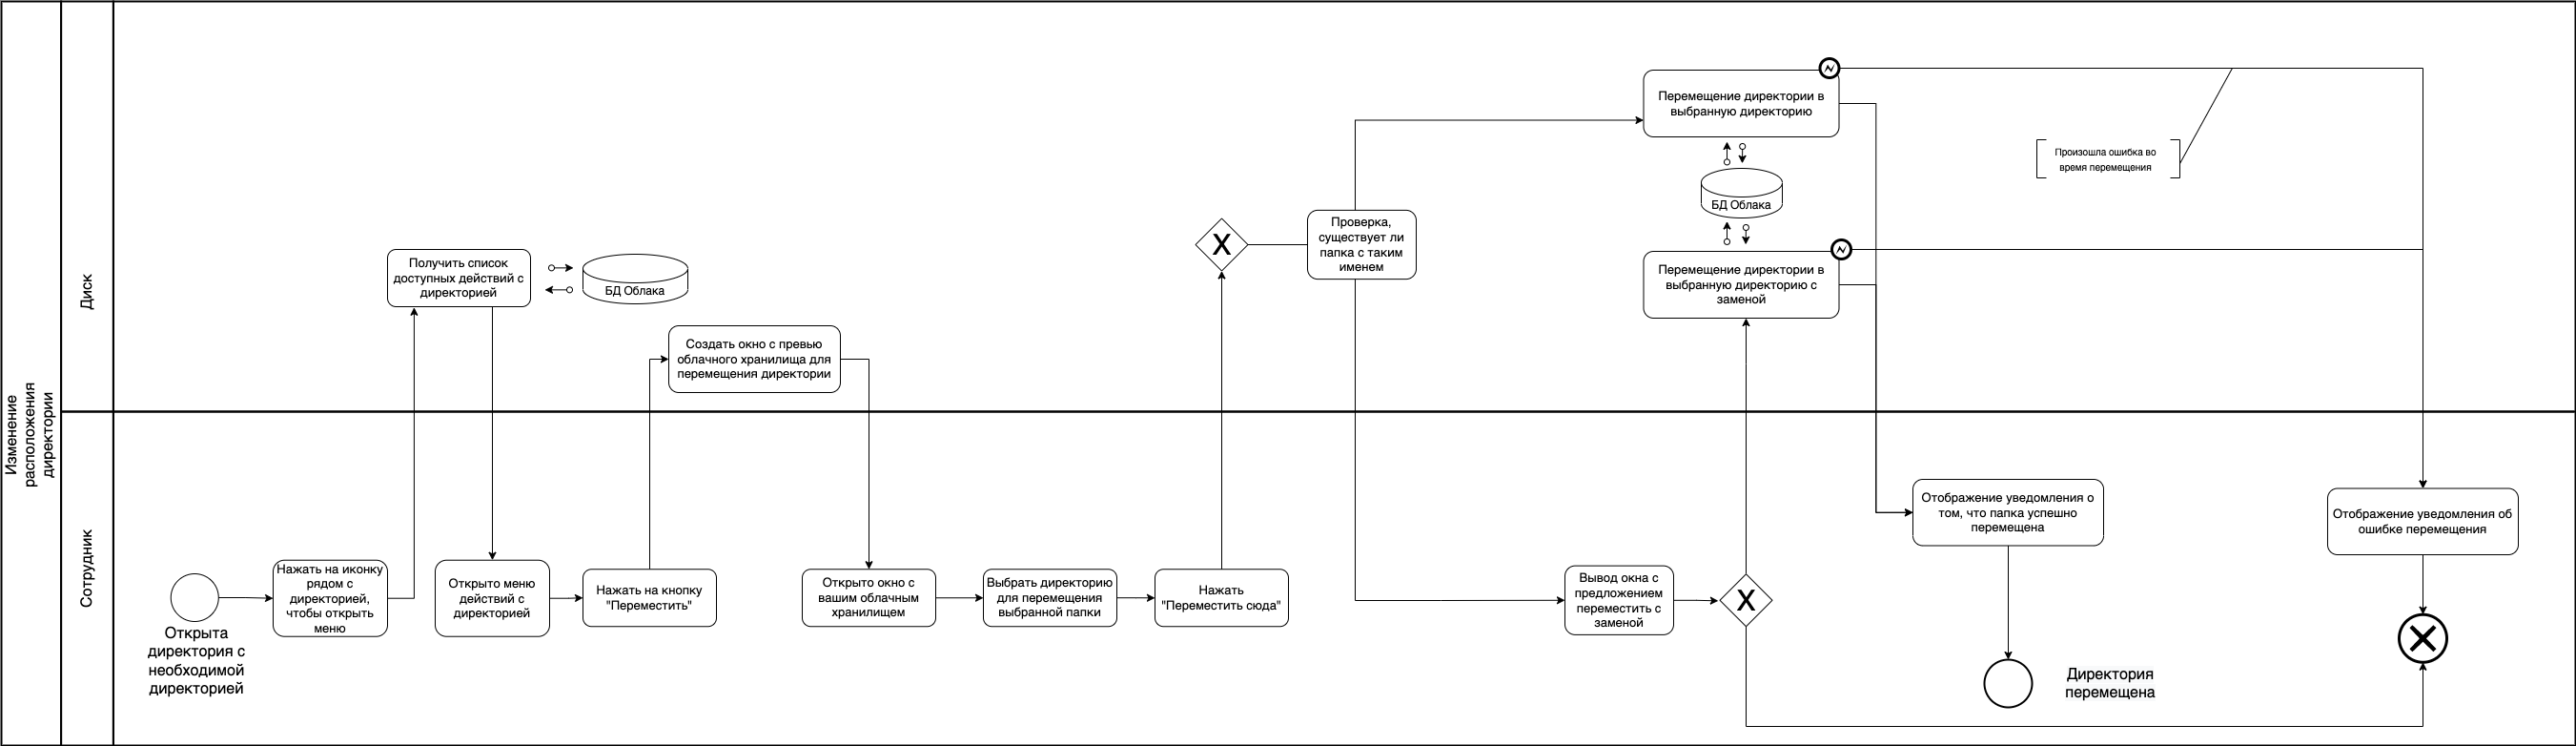 Изменение
расположения
директории
Диск
Сотрудник
Открыта
директория с
необходимой
директорией
Нажать на иконку
рядом с
директорией,
чтобы открыть
меню
Получить список
доступных действий с
директорией
БД Облака
Открыто меню
действий с
директорией
Нажать на кнопку
"Переместить"
Создать окно с превью
облачного хранилища для
перемещения директории
Открыто окно с
вашим облачным
хранилищем
Выбрать директорию
для перемещения
выбранной папки
Нажать
"Переместить сюда"
X
Проверка,
существует ли
папка с таким
именем
Перемещение директории в
выбранную директорию
БД Облака
Перемещение директории в
выбранную директорию с
заменой
Произошла ошибка во
время перемещения
Вывод окна с
предложением
переместить с
заменой
X
Отображение уведомления о
том, что папка успешно
перемещена
Директория
перемещена
Отображение уведомления об
ошибке перемещения